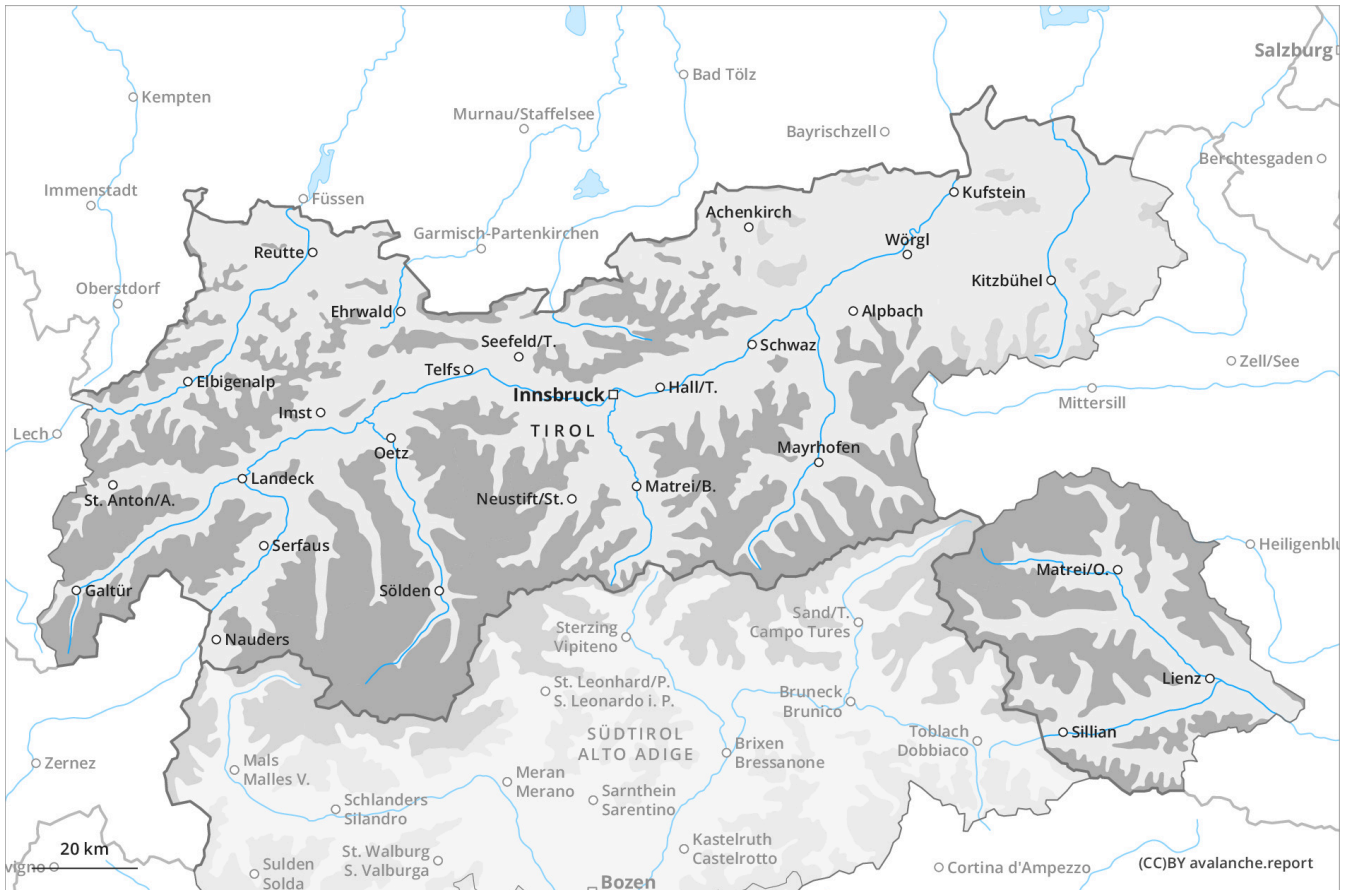 Salzburg
Bad Tölz
Kempten
Murnau/Staffelsee
Bayrischzell
Berchtesgaden
Immenstadt
Füssen
Kufstein
Achenkirch
Garmisch-Partenkirchen
Wörgl
Reutte
Kitzbühel
Oberstdorf
Ehrwald
Alpbach
Seefeld/T.
Schwaz
Zell/See
Telfs
Elbigenalp
Hall/T.
Innsbruck
Mittersill
Imst
TIROL
Lech
Oetz
Mayrhofen
Landeck
Matrei/B.
St. Anton/A.
Neustift/St.
Serfaus
Heiligenblu
Matrei/O.
Galtür
Sölden
Sand/T.
Campo Tures
Nauders
Sterzing
Vipiteno
Lienz
St. Leonhard/P.
S. Leonardo i. P.
Bruneck
Brunico
SÜDTIROL
ALTO ADIGE
Toblach
Dobbiaco
Sillian
Brixen
Bressanone
Mals
Malles V.
Zernez
Meran
Merano
Sarnthein
Sarentino
Schlanders
Silandro
Kastelruth
Castelrotto
20 km
St. Walburg
S. Valburga
vigno
Sulden
Solda
Cortina d'Ampezzo
(CC)BY avalanche.report
Bozen